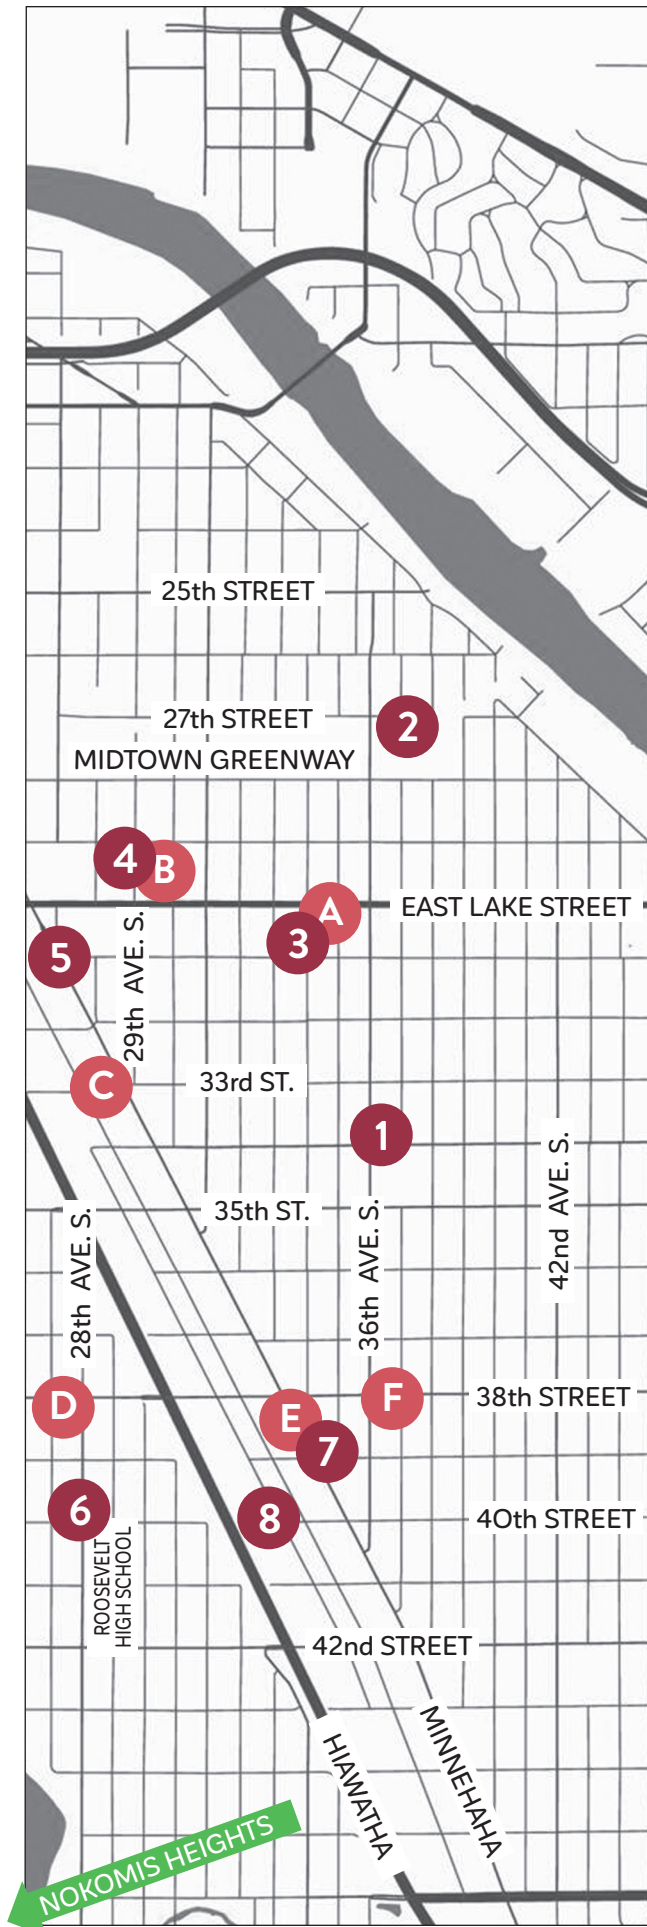 25th STREET
27th STREET
2
MIDTOWN GREENWAY
4
B
A
EAST LAKE STREET
3
5
29th AVE. S.
C
33rd ST.
1
42nd AVE. S.
35th ST.
28th AVE. S.
36th AVE. S.
D
E
F
38th STREET
7
6
8
40th STREET
ROOSEVELT
HIGH SCHOOL
42nd STREET
HIAWATHA
MINNEHAHA
NOKOMIS HEIGHTS